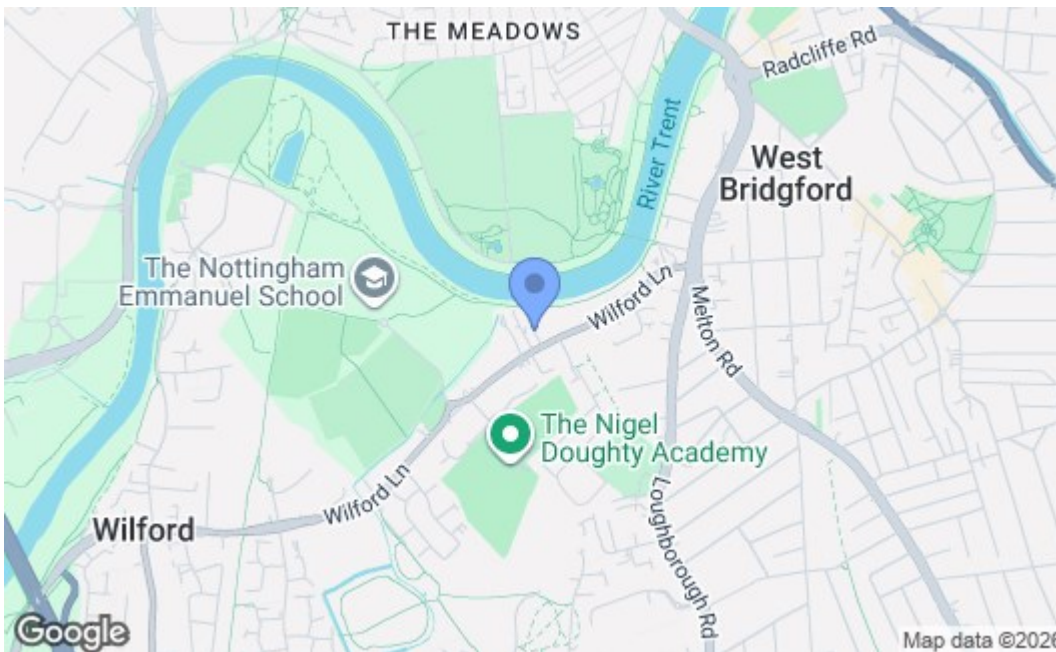 THE MEADOWS
Radcliffe Rd
River Trent
West
Bridgford
The Nottingham
Emmanuel School
Wilford Ln
Melton Rd
The Nigel
Doughty Academy
Wilford Ln
Loughborough Rd
Wilford
Google
Map data ©2026